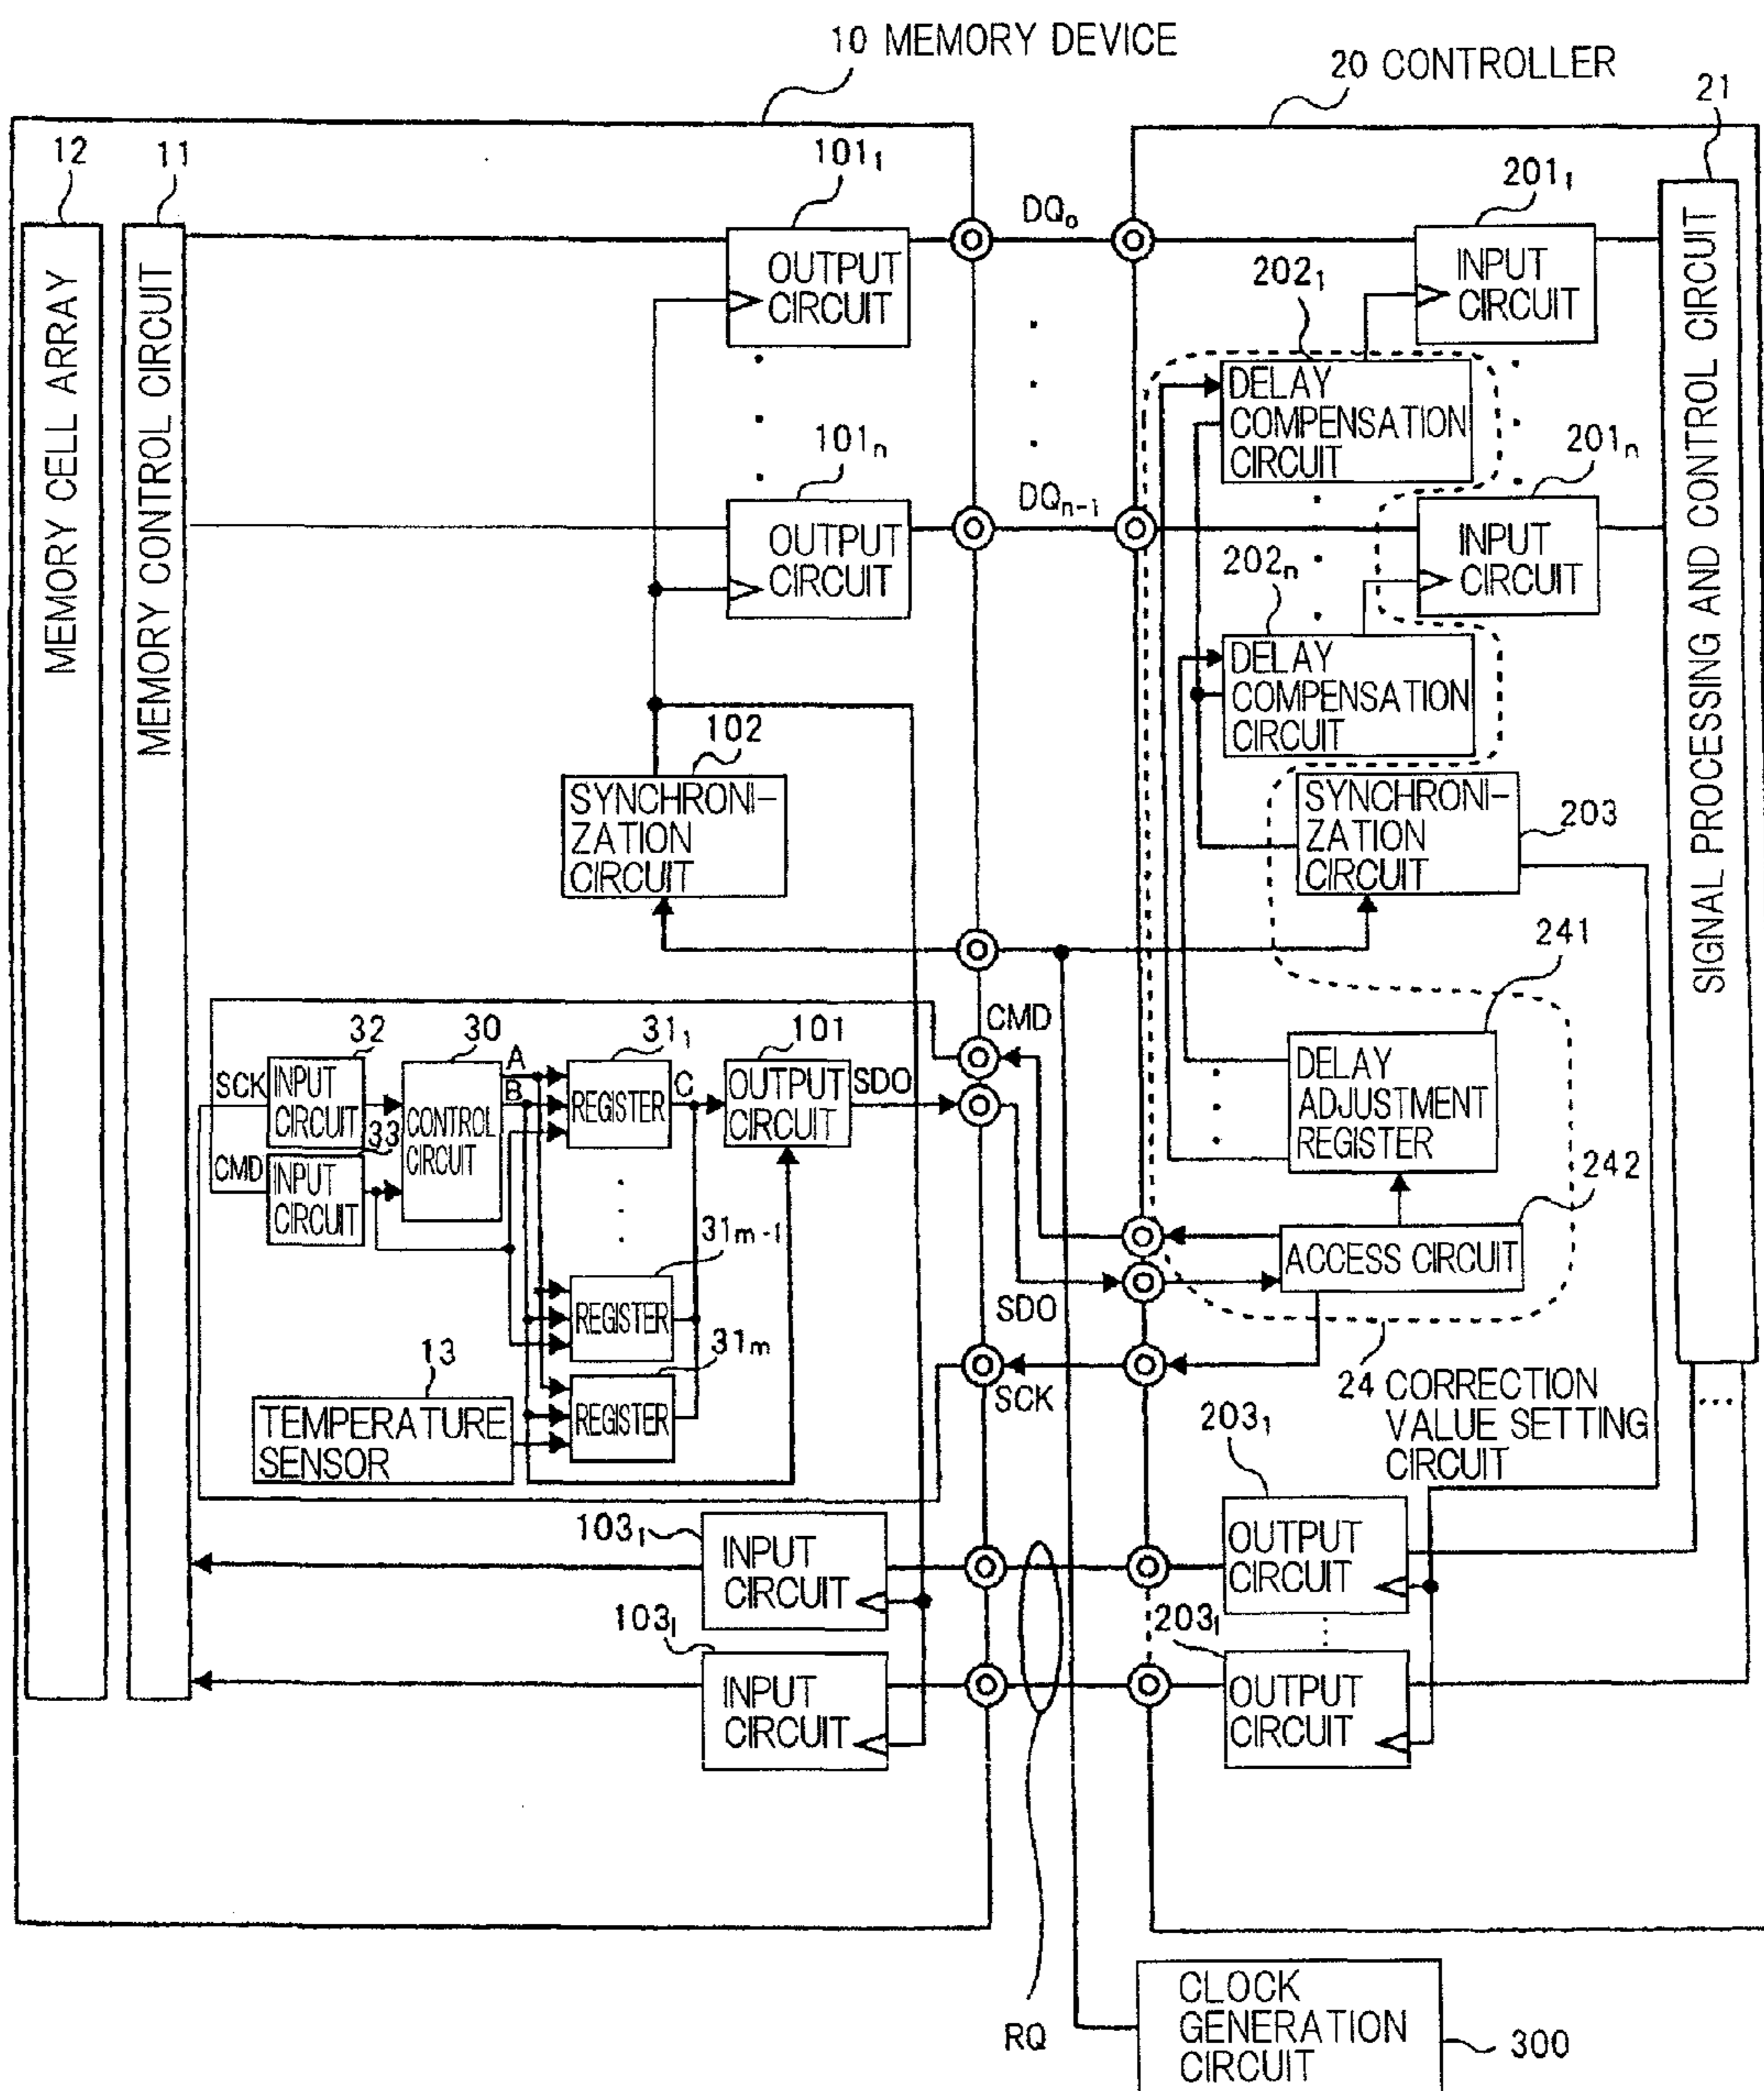 10 MEMORY DEVICE
20 CONTROLLER
21
12
11
101₁
201₁
DQ₀
MEMORY CELL ARRAY
MEMORY CONTROL CIRCUIT
OUTPUT
CIRCUIT
INPUT
CIRCUIT
SIGNAL PROCESSING AND CONTROL CIRCUIT
202₁
DELAY
COMPENSATION
CIRCUIT
101ₙ
201ₙ
DQₙ₋₁
OUTPUT
CIRCUIT
INPUT
CIRCUIT
202ₙ
DELAY
COMPENSATION
CIRCUIT
102
SYNCHRONI-
ZATION
CIRCUIT
SYNCHRONI-
ZATION
CIRCUIT
203
241
CMD
32
30
31₁
101
SCK
INPUT
CIRCUIT
33
CONTROL
CIRCUIT
A
B
REGISTER
C
OUTPUT
CIRCUIT
SDO
DELAY
ADJUSTMENT
REGISTER
CMD
INPUT
CIRCUIT
242
31ₘ₋₁
ACCESS CIRCUIT
REGISTER
SDO
31ₘ
13
REGISTER
TEMPERATURE
SENSOR
SCK
24 CORRECTION
VALUE SETTING
CIRCUIT
203₁
103₁
INPUT
CIRCUIT
OUTPUT
CIRCUIT
103ₗ
203ₗ
INPUT
CIRCUIT
OUTPUT
CIRCUIT
RQ
CLOCK
GENERATION
CIRCUIT
300